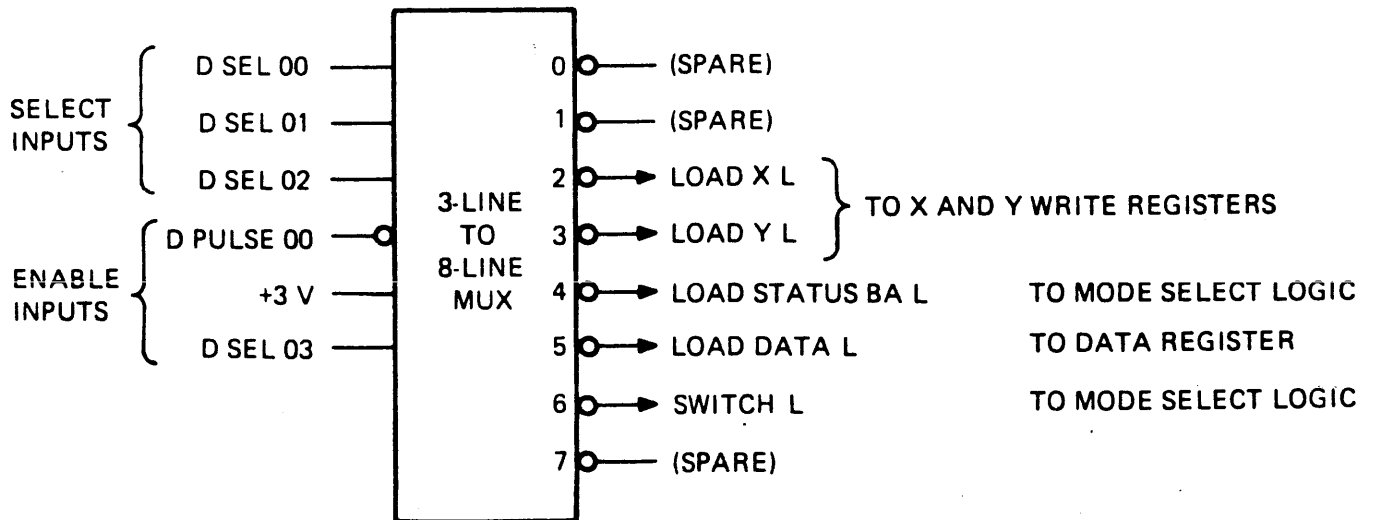 SELECT
INPUTS
D SEL 00
D SEL 01
D SEL 02
ENABLE
INPUTS
D PULSE 00
+3 V
D SEL 03
3-LINE
TO
8-LINE
MUX
0 (SPARE)
1 (SPARE)
2 LOAD X L
3 LOAD Y L
TO X AND Y WRITE REGISTERS
4 LOAD STATUS BA L TO MODE SELECT LOGIC
5 LOAD DATA L TO DATA REGISTER
6 SWITCH L TO MODE SELECT LOGIC
7 (SPARE)